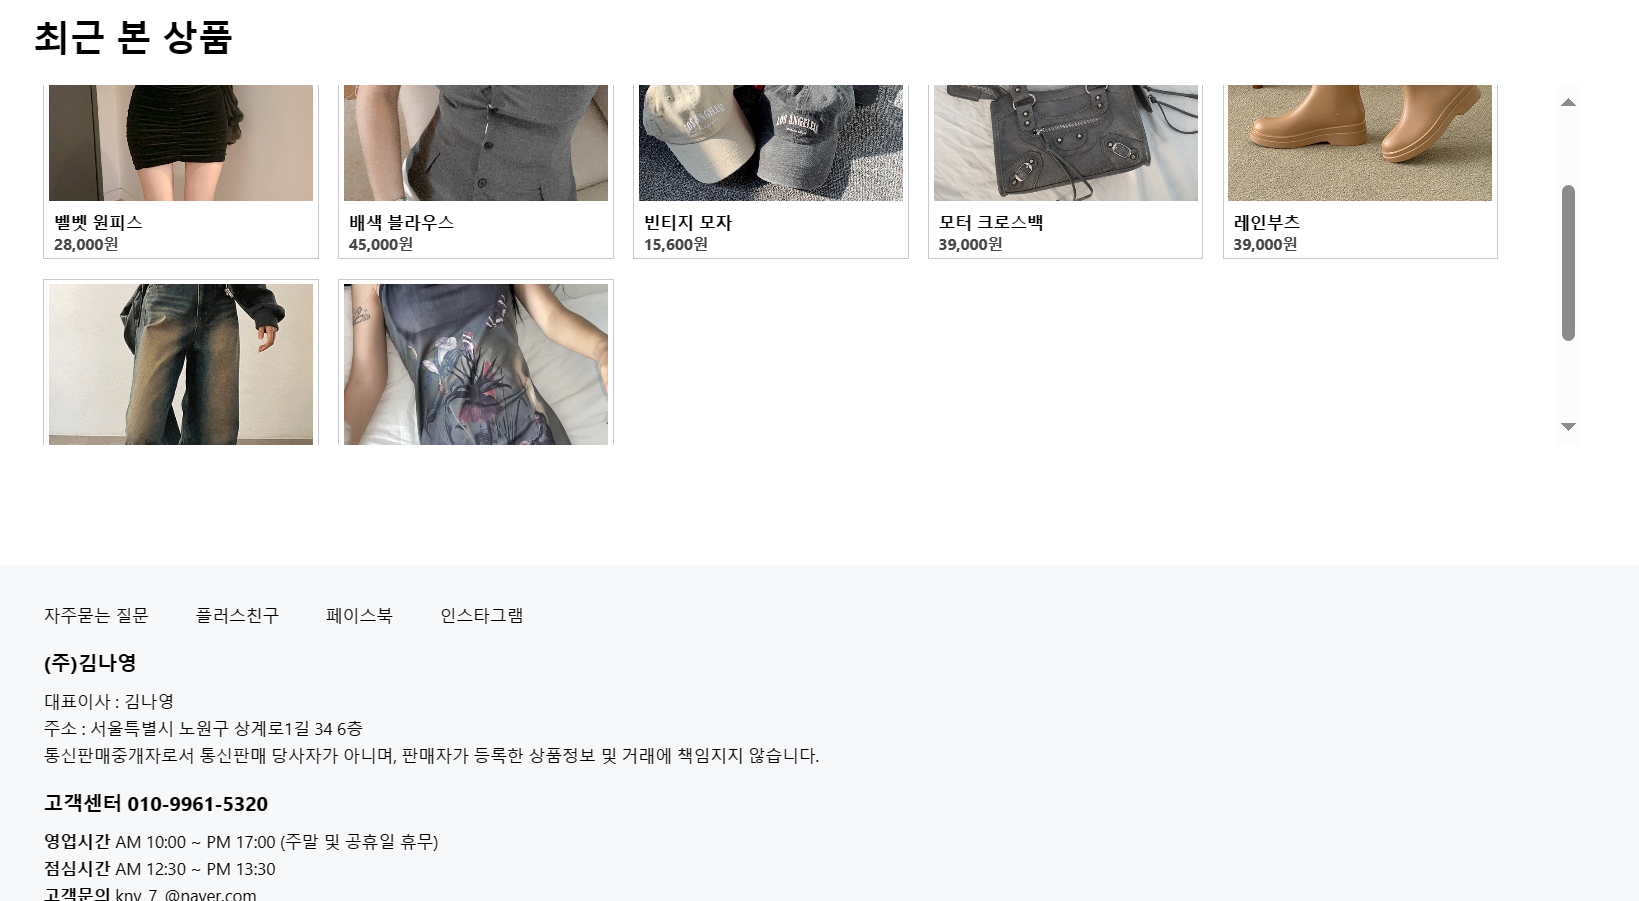 최근 본 상품
LOS ANGELES
LOS ANGELES
벨벳 원피스
28,000원
배색 블라우스
45,000원
빈티지 모자
15,600원
모터 크로스백
39,000원
레인부츠
39,000원
자주묻는 질문 플러스친구 페이스북 인스타그램
(주)김나영
대표이사 : 김나영
주소 : 서울특별시 노원구 상계로1길 34 6층
통신판매중개자로서 통신판매 당사자가 아니며, 판매자가 등록한 상품정보 및 거래에 책임지지 않습니다.
고객센터 010-9961-5320
영업시간 AM 10:00 ~ PM 17:00 (주말 및 공휴일 휴무)
점심시간 AM 12:30 ~ PM 13:30
고객문의 kny_7_@naver.com